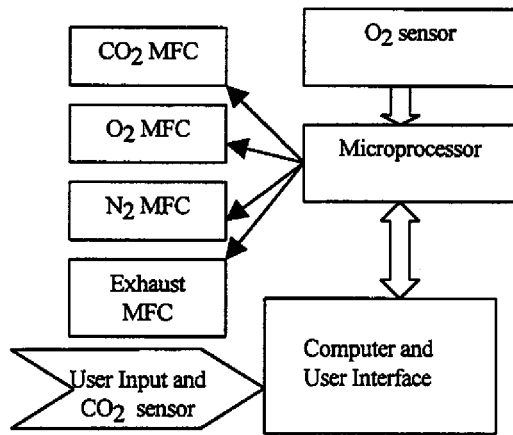 CO2 MFC
O2 sensor
O2 MFC
Microprocessor
N2 MFC
Exhaust
MFC
Computer and
User Interface
User Input and
CO2 sensor